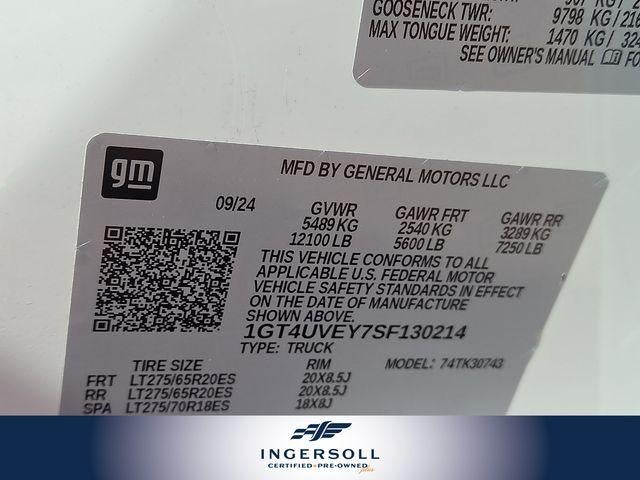 GOOSENECK TWR: 9798 KG/
MAX TONGUE WEIGHT: 1470 KG/
SEE OWNER'S MANUAL
gm
MFD BY GENERAL MOTORS LLC
09/24 GVWR GAWR FRT GAWR RR
5489 KG 2540 KG 3289 KG
12100 LB 5600 LB 7250 LB
THIS VEHICLE CONFORMS TO ALL
APPLICABLE U.S. FEDERAL MOTOR
VEHICLE SAFETY STANDARDS IN EFFECT
ON THE DATE OF MANUFACTURE
SHOWN ABOVE.
1GT4UVEY7SF130214
TYPE: TRUCK MODEL: 74TK30743
TIRE SIZE RIM
FRT LT275/65R20ES 20X8.5J
RR LT275/65R20ES 20X8.5J
SPA LT275/70R18ES 18X8J
INGERSOLL
CERTIFIED PRE-OWNED plus